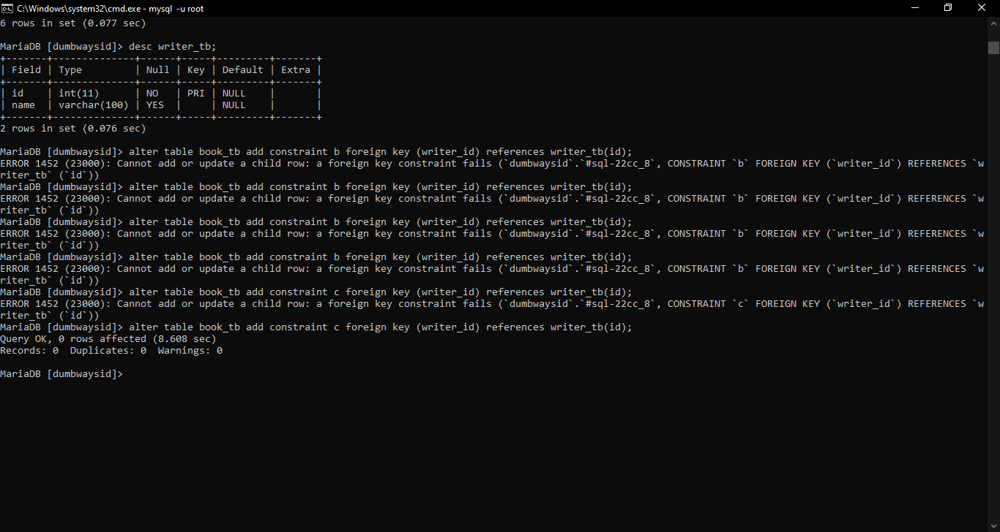 C:\Windows\system32\cmd.exe - mysql  -u root
6 rows in set (0.077 sec)

MariaDB [dumbwaysid]> desc writer_tb;
+-------+--------------+------+-----+---------+-------+
| Field | Type         | Null | Key | Default | Extra |
+-------+--------------+------+-----+---------+-------+
| id    | int(11)      | NO   | PRI | NULL    |       |
| name  | varchar(100) | YES  |     | NULL    |       |
+-------+--------------+------+-----+---------+-------+
2 rows in set (0.076 sec)

MariaDB [dumbwaysid]> alter table book_tb add constraint b foreign key (writer_id) references writer_tb(id);
ERROR 1452 (23000): Cannot add or update a child row: a foreign key constraint fails (`dumbwaysid`.`#sql-22cc_8`, CONSTRAINT `b` FOREIGN KEY (`writer_id`) REFERENCES `w
riter_tb` (`id`))
MariaDB [dumbwaysid]> alter table book_tb add constraint b foreign key (writer_id) references writer_tb(id);
ERROR 1452 (23000): Cannot add or update a child row: a foreign key constraint fails (`dumbwaysid`.`#sql-22cc_8`, CONSTRAINT `b` FOREIGN KEY (`writer_id`) REFERENCES `w
riter_tb` (`id`))
MariaDB [dumbwaysid]> alter table book_tb add constraint b foreign key (writer_id) references writer_tb(id);
ERROR 1452 (23000): Cannot add or update a child row: a foreign key constraint fails (`dumbwaysid`.`#sql-22cc_8`, CONSTRAINT `b` FOREIGN KEY (`writer_id`) REFERENCES `w
riter_tb` (`id`))
MariaDB [dumbwaysid]> alter table book_tb add constraint b foreign key (writer_id) references writer_tb(id);
ERROR 1452 (23000): Cannot add or update a child row: a foreign key constraint fails (`dumbwaysid`.`#sql-22cc_8`, CONSTRAINT `b` FOREIGN KEY (`writer_id`) REFERENCES `w
riter_tb` (`id`))
MariaDB [dumbwaysid]> alter table book_tb add constraint c foreign key (writer_id) references writer_tb(id);
ERROR 1452 (23000): Cannot add or update a child row: a foreign key constraint fails (`dumbwaysid`.`#sql-22cc_8`, CONSTRAINT `c` FOREIGN KEY (`writer_id`) REFERENCES `w
riter_tb` (`id`))
MariaDB [dumbwaysid]> alter table book_tb add constraint c foreign key (writer_id) references writer_tb(id);
Query OK, 0 rows affected (8.608 sec)
Records: 0  Duplicates: 0  Warnings: 0

MariaDB [dumbwaysid]>